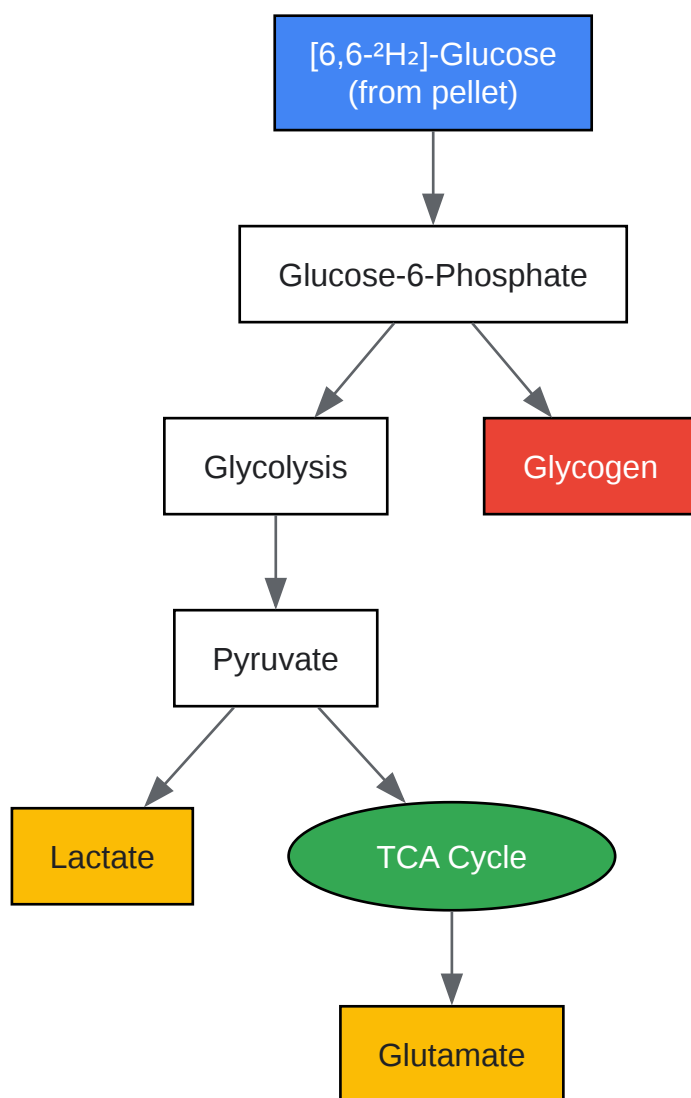 [6,6-²H₂]-Glucose
(from pellet)
Glucose-6-Phosphate
Glycolysis
Glycogen
Pyruvate
Lactate
TCA Cycle
Glutamate